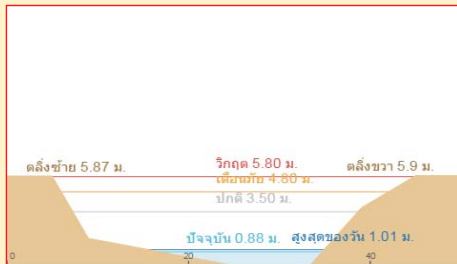 วิกฤต 5.80 ม.
ตลิ่งซ้าย 5.87 ม.
ตลิ่งขวา 5.9 ม.
เตือนภัย 4.80 ม.
ปกติ 3.50 ม.
ปัจจุบัน 0.88 ม.
สูงสุดของวัน 1.01 ม.
0
20
40